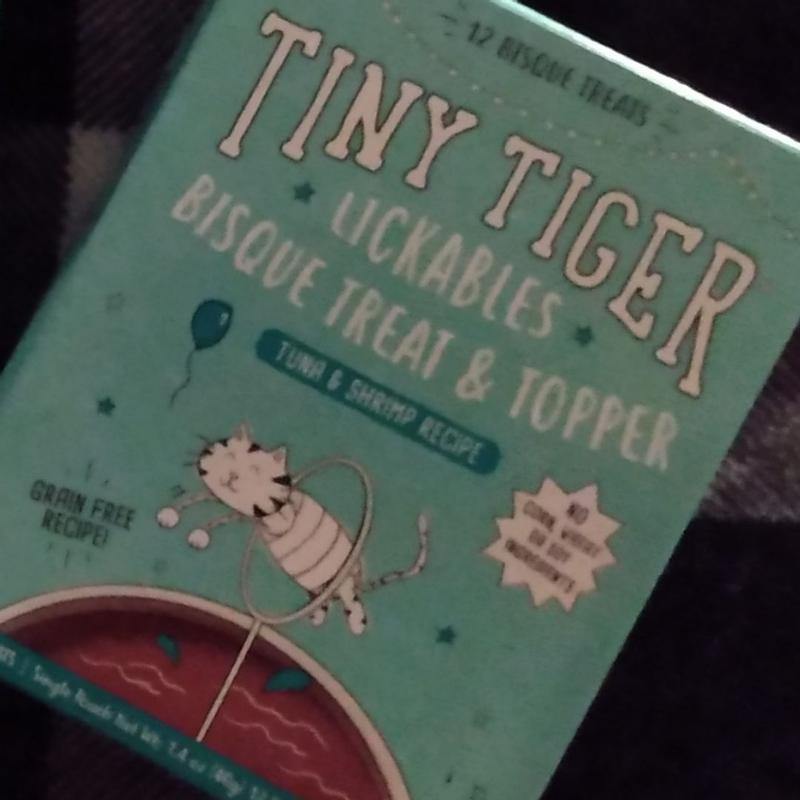 12 BISQUE TREATS
TINY TIGER
LICKABLES
BISQUE TREAT & TOPPER
TUNA & SHRIMP RECIPE
GRAIN FREE
RECIPE!
NO
CORN, WHEAT
OR SOY
INGREDIENTS
Single Pouch Net Wt. 1.4 oz (40g)